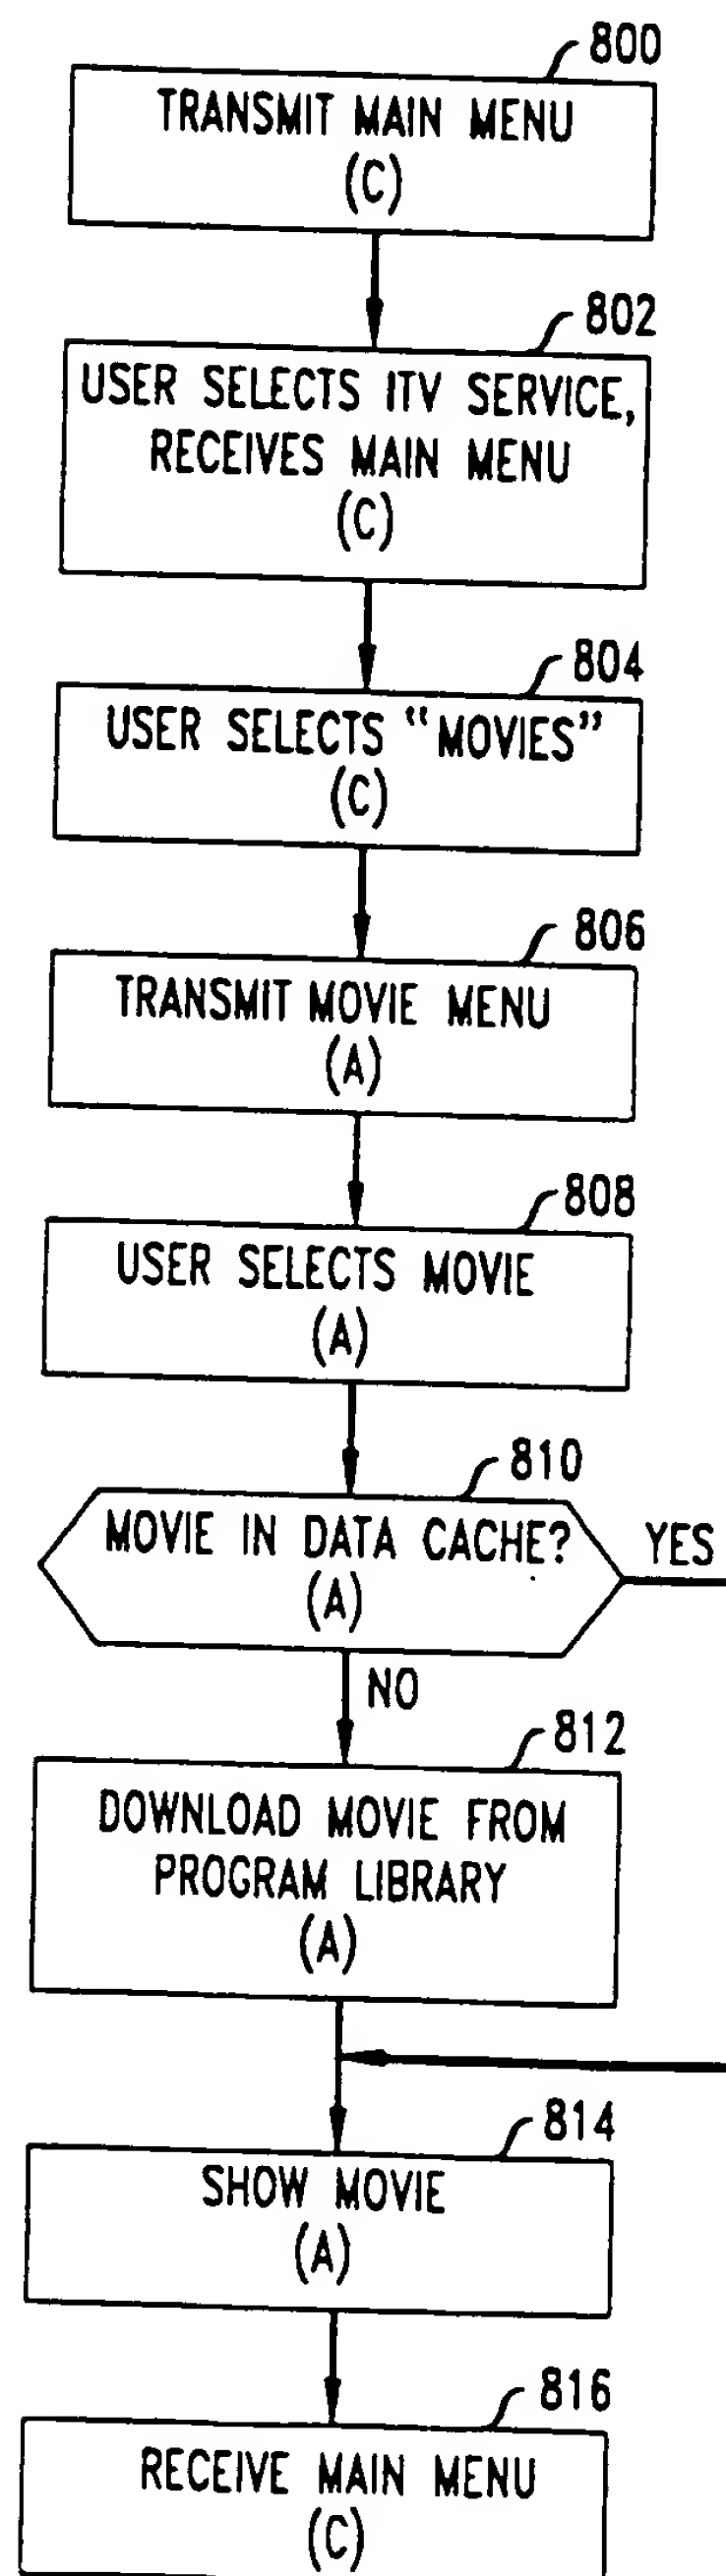 800
TRANSMIT MAIN MENU
(C)
802
USER SELECTS ITV SERVICE,
RECEIVES MAIN MENU
(C)
804
USER SELECTS “MOVIES”
(C)
806
TRANSMIT MOVIE MENU
(A)
808
USER SELECTS MOVIE
(A)
810
MOVIE IN DATA CACHE?
(A)
YES
NO
812
DOWNLOAD MOVIE FROM
PROGRAM LIBRARY
(A)
814
SHOW MOVIE
(A)
816
RECEIVE MAIN MENU
(C)